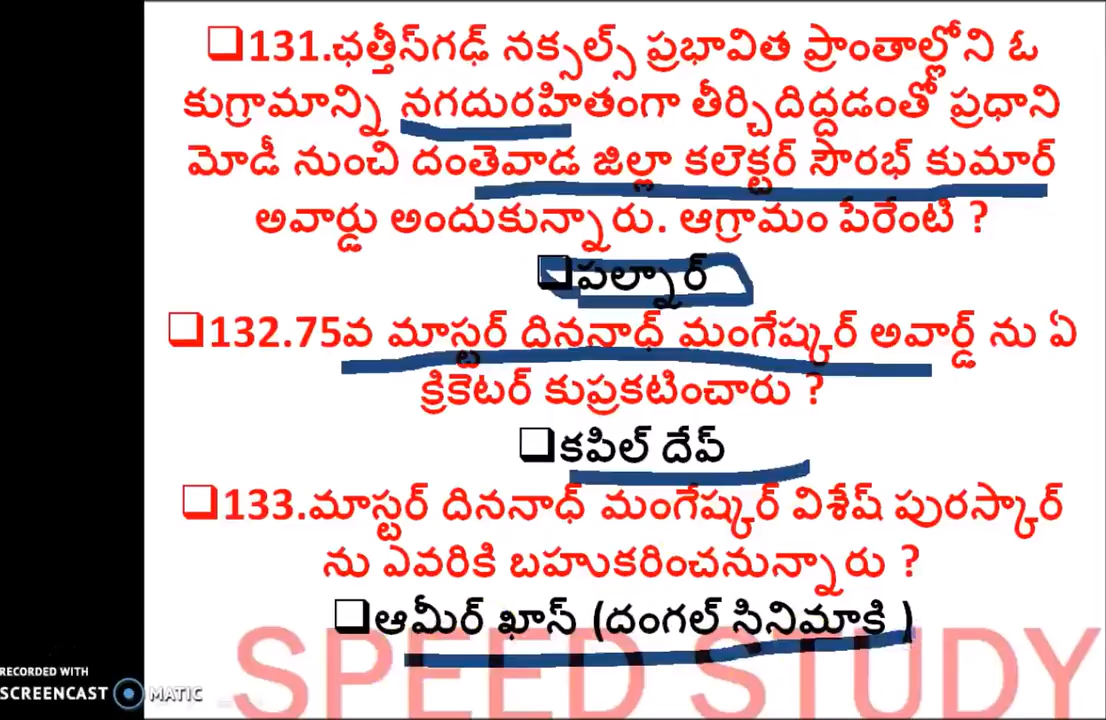 ❑131.ఛత్తీస్‌గఢ్ నక్సల్స్ ప్రభావిత ప్రాంతాల్లోని ఓ
కుగ్రామాన్ని నగదురహితంగా తీర్చిదిద్దడంతో ప్రధాని
మోడీ నుంచి దంతెవాడ జిల్లా కలెక్టర్ సౌరభ్ కుమార్
అవార్డు అందుకున్నారు. ఆగ్రామం పేరేంటి ?
❑పల్నార్
❑132.75వ మాస్టర్ దిననాధ్ మంగేష్కర్ అవార్డ్ ను ఏ
క్రికెటర్ కుప్రకటించారు ?
❑కపిల్ దేప్
❑133.మాస్టర్ దిననాధ్ మంగేష్కర్ విశేష్ పురస్కార్
ను ఎవరికి బహుకరించనున్నారు ?
❑ఆమీర్ ఖాస్ (దంగల్ సినిమాకి )
SPEED STUDY
RECORDED WITH
SCREENCAST MATIC